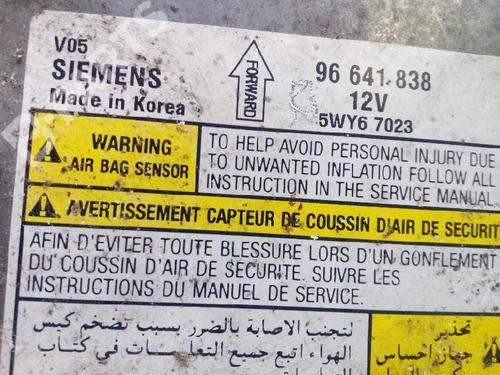 V05
SIEMENS
Made in Korea
FORWARD
96 641 838
12V
5WY6 7023
WARNING
AIR BAG SENSOR
TO HELP AVOID PERSONAL INJURY DUE
TO UNWANTED INFLATION FOLLOW ALL
INSTRUCTION IN THE SERVICE MANUAL
AVERTISSEMENT CAPTEUR DE COUSSIN D'AIR DE SECURIT
AFIN D'EVITER TOUTE BLESSURE LORS D'UN GONFLEMENT
DU COUSSIN D'AIR DE SECURITE. SUIVRE LES
INSTRUCTIONS DU MANUEL DE SERVICE.
لتجنب الاصابة بالضرر بسبب تضخم كيس
الهواء اتبع جميع التعليمات في كتاب
تحذير
جهاز احساس